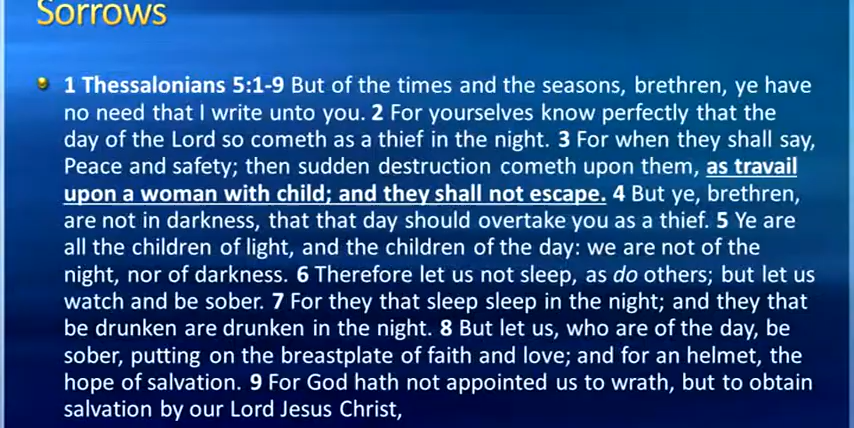 Sorrows
1 Thessalonians 5:1-9 But of the times and the seasons, brethren, ye have
no need that I write unto you. 2 For yourselves know perfectly that the
day of the Lord so cometh as a thief in the night. 3 For when they shall say,
Peace and safety; then sudden destruction cometh upon them, as travail
upon a woman with child; and they shall not escape. 4 But ye, brethren,
are not in darkness, that that day should overtake you as a thief. 5 Ye are
all the children of light, and the children of the day: we are not of the
night, nor of darkness. 6 Therefore let us not sleep, as do others; but let us
watch and be sober. 7 For they that sleep sleep in the night; and they that
be drunken are drunken in the night. 8 But let us, who are of the day, be
sober, putting on the breastplate of faith and love; and for an helmet, the
hope of salvation. 9 For God hath not appointed us to wrath, but to obtain
salvation by our Lord Jesus Christ,